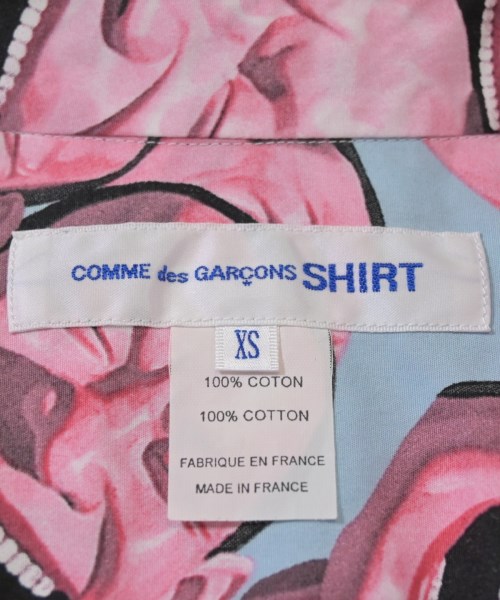 COMME des GARÇONS SHIRT
XS
100% COTON
100% COTTON
FABRIQUE EN FRANCE
MADE IN FRANCE